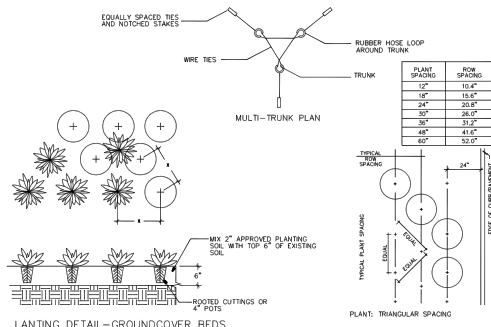 EQUALLY SPACED TIES
AND NOTCHED STAKES
WIRE TIES
RUBBER HOSE LOOP
AROUND TRUNK
TRUNK
MULTI-TRUNK PLAN
PLANT SPACING ROW SPACING
12" 10.4"
18" 15.6"
24" 20.8"
30" 26.0"
36" 31.2"
48" 41.6"
60" 52.0"
x
x
TYPICAL
ROW
SPACING
24"
TYPICAL PLANT SPACING
EQUAL
EQUAL
EQUAL
PLANT: TRIANGULAR SPACING
MIX 2" APPROVED PLANTING
SOIL WITH TOP 6" OF EXISTING
SOIL
6"
ROOTED CUTTINGS OR
4" POTS
LANTING DETAIL-GROUNDCOVER BEDS